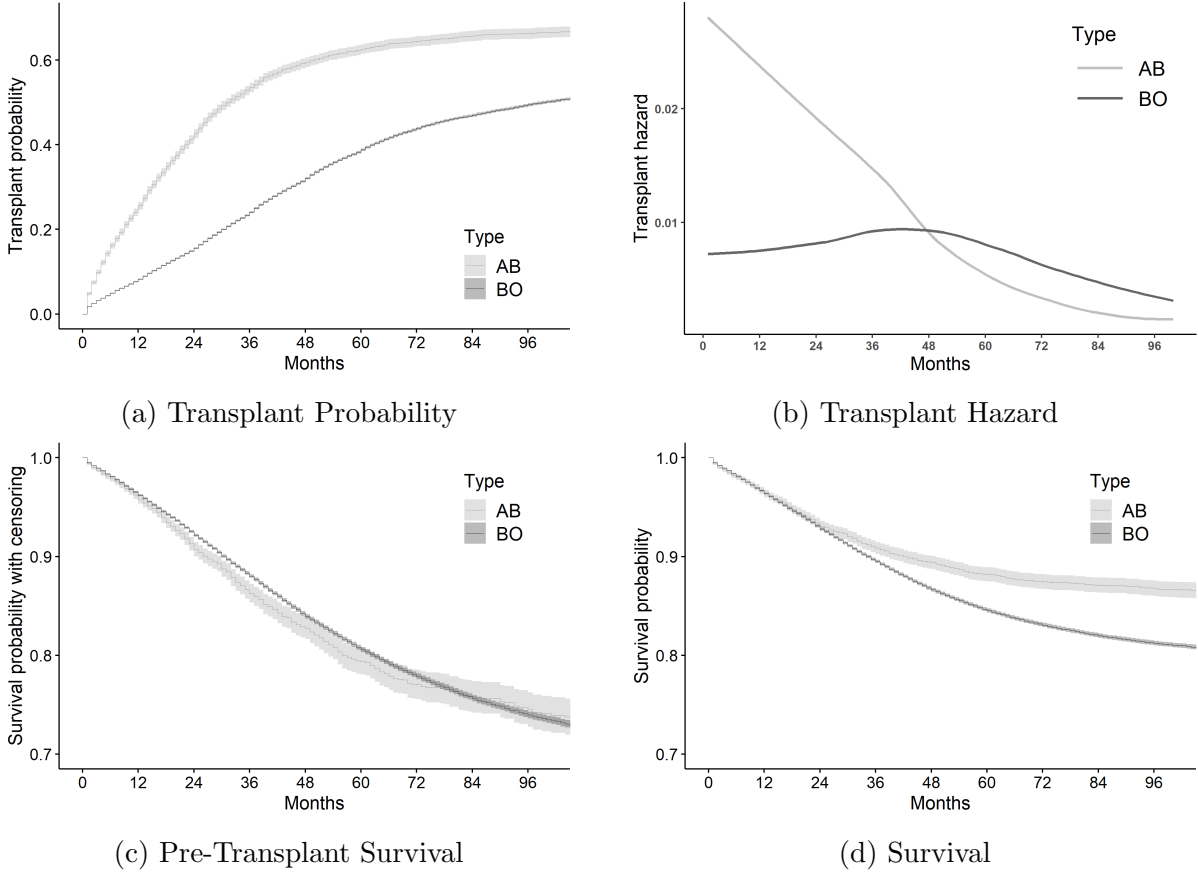 Transplant probability
0.6
0.4
0.2
0.0
0 12 24 36 48 60 72 84 96
Months
Type
AB
BO
(a) Transplant Probability
Transplant hazard
0.02
0.01
0 12 24 36 48 60 72 84 96
Months
Type
AB
BO
(b) Transplant Hazard
Survival probability with censoring
1.0
0.9
0.8
0.7
0 12 24 36 48 60 72 84 96
Months
Type
AB
BO
(c) Pre-Transplant Survival
Survival probability
1.0
0.9
0.8
0.7
0 12 24 36 48 60 72 84 96
Months
Type
AB
BO
(d) Survival